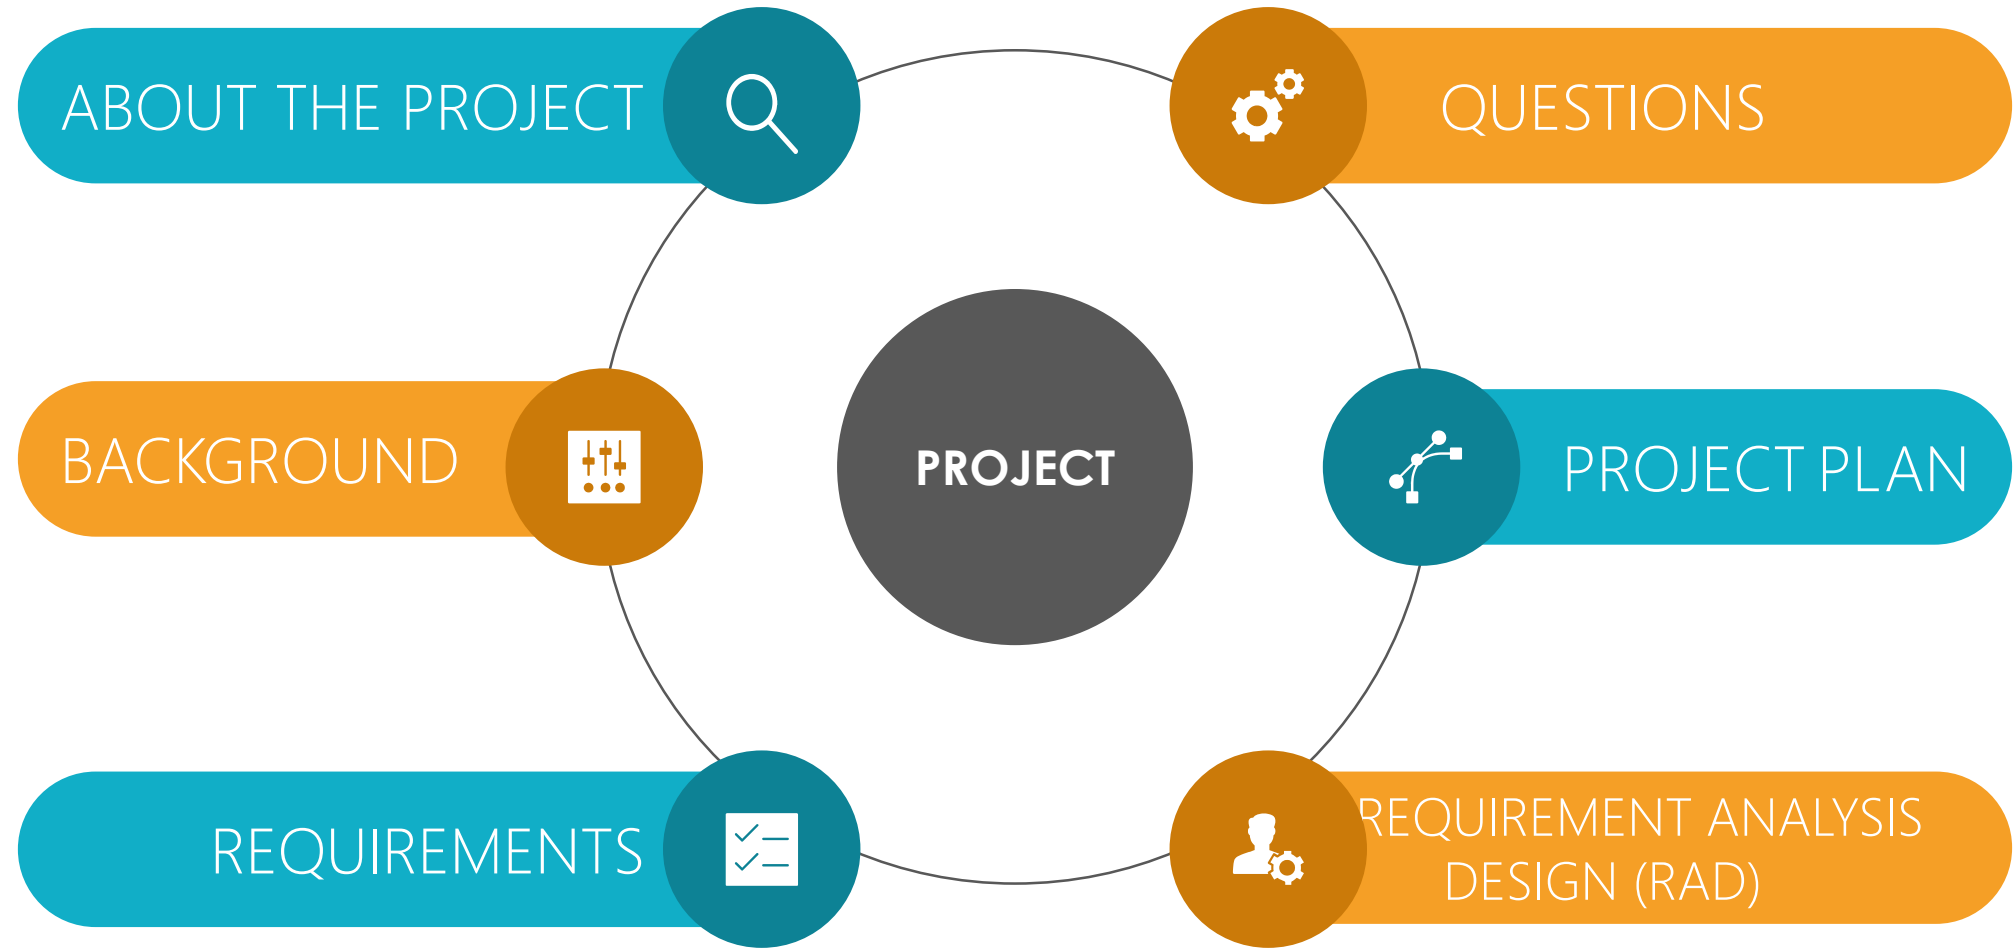 ABOUT THE PROJECT
QUESTIONS
BACKGROUND
PROJECT
PROJECT PLAN
REQUIREMENTS
REQUIREMENT ANALYSIS
DESIGN (RAD)